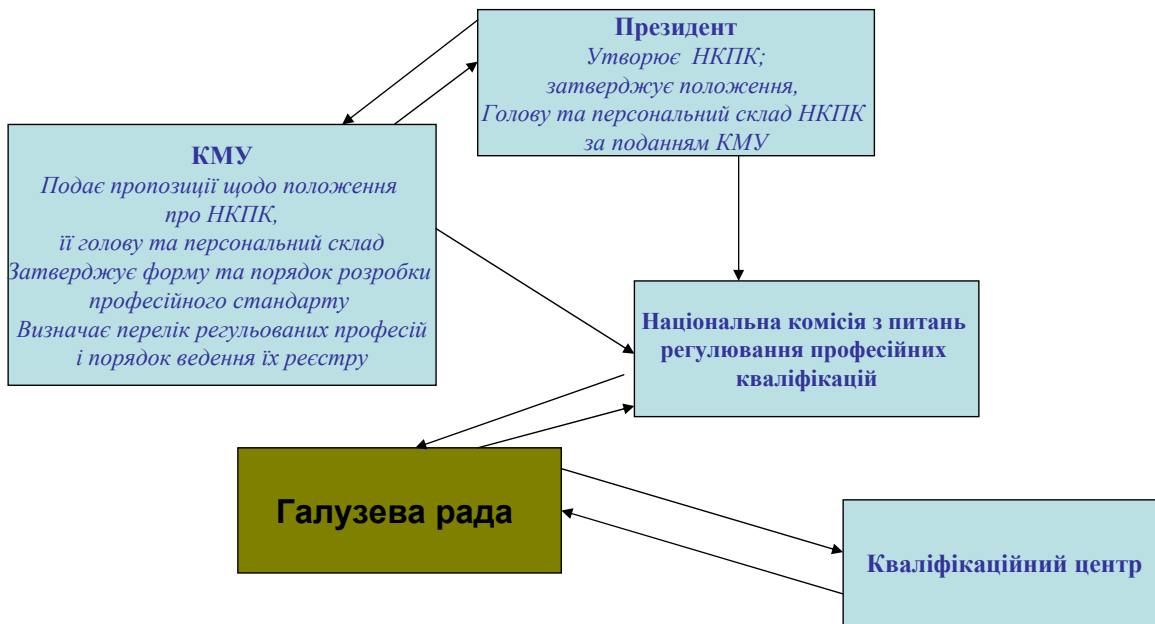 Президент
Утворює НКПК;
затверджує положення,
Голову та персональний склад НКПК
за поданням КМУ
КМУ
Подає пропозиції щодо положення
про НКПК,
її голову та персональний склад
Затверджує форму та порядок розробки
професійного стандарту
Визначає перелік регульованих професій
і порядок ведення їх реєстру
Національна комісія з питань
регулювання професійних
кваліфікацій
Галузева рада
Кваліфікаційний центр